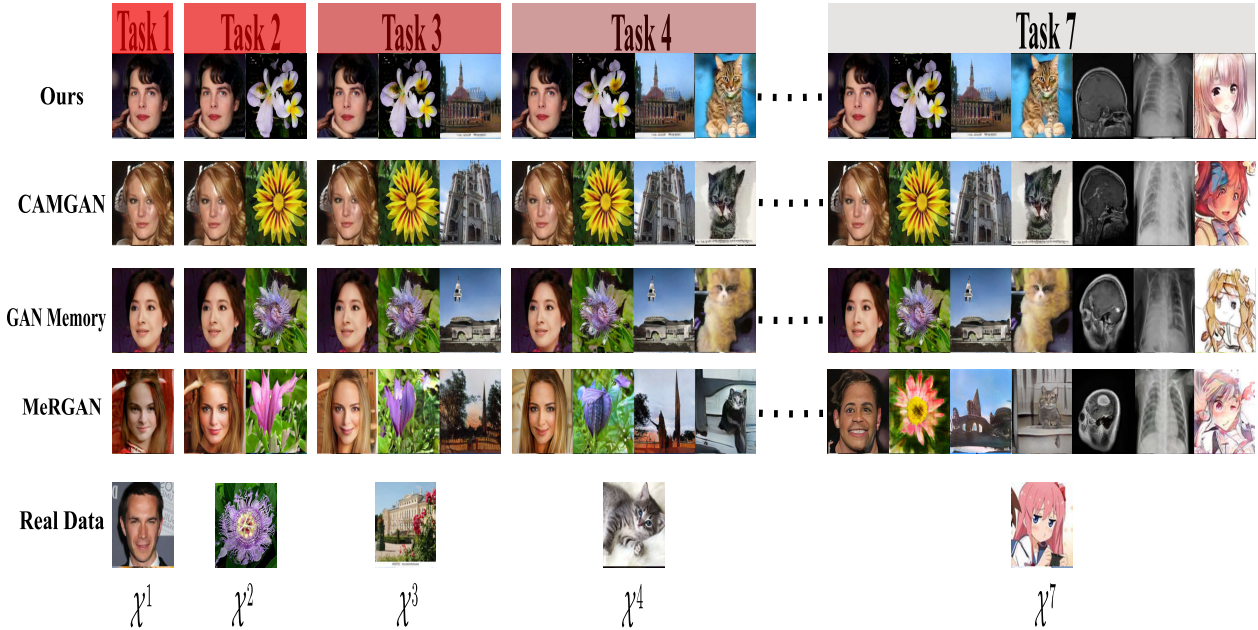 Task 1 Task 2 Task 3 Task 4 Task 7
Ours
CAMGAN
GAN Memory
MeRGAN
Real Data
χ¹ χ² χ³ χ⁴ χ⁷